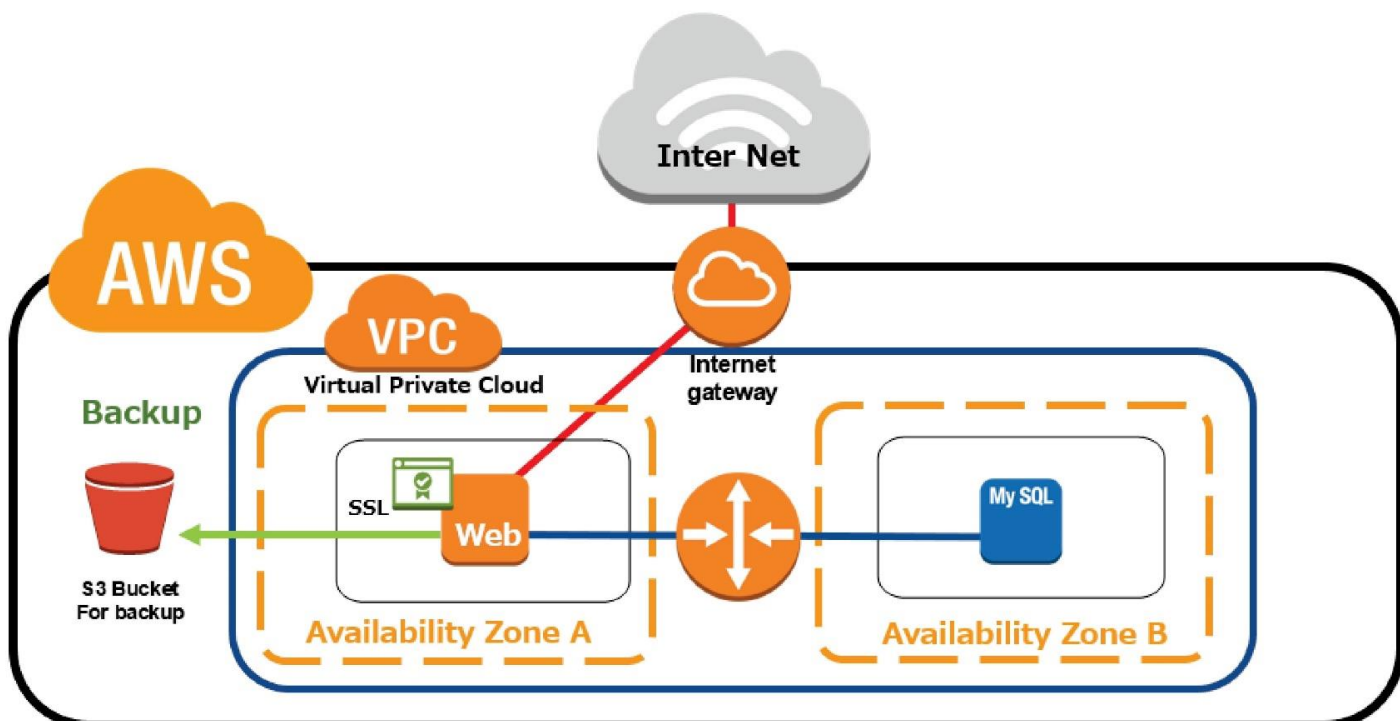 Inter Net
AWS
VPC
Virtual Private Cloud
Internet
gateway
Backup
SSL
Web
My SQL
S3 Bucket
For backup
Availability Zone A
Availability Zone B